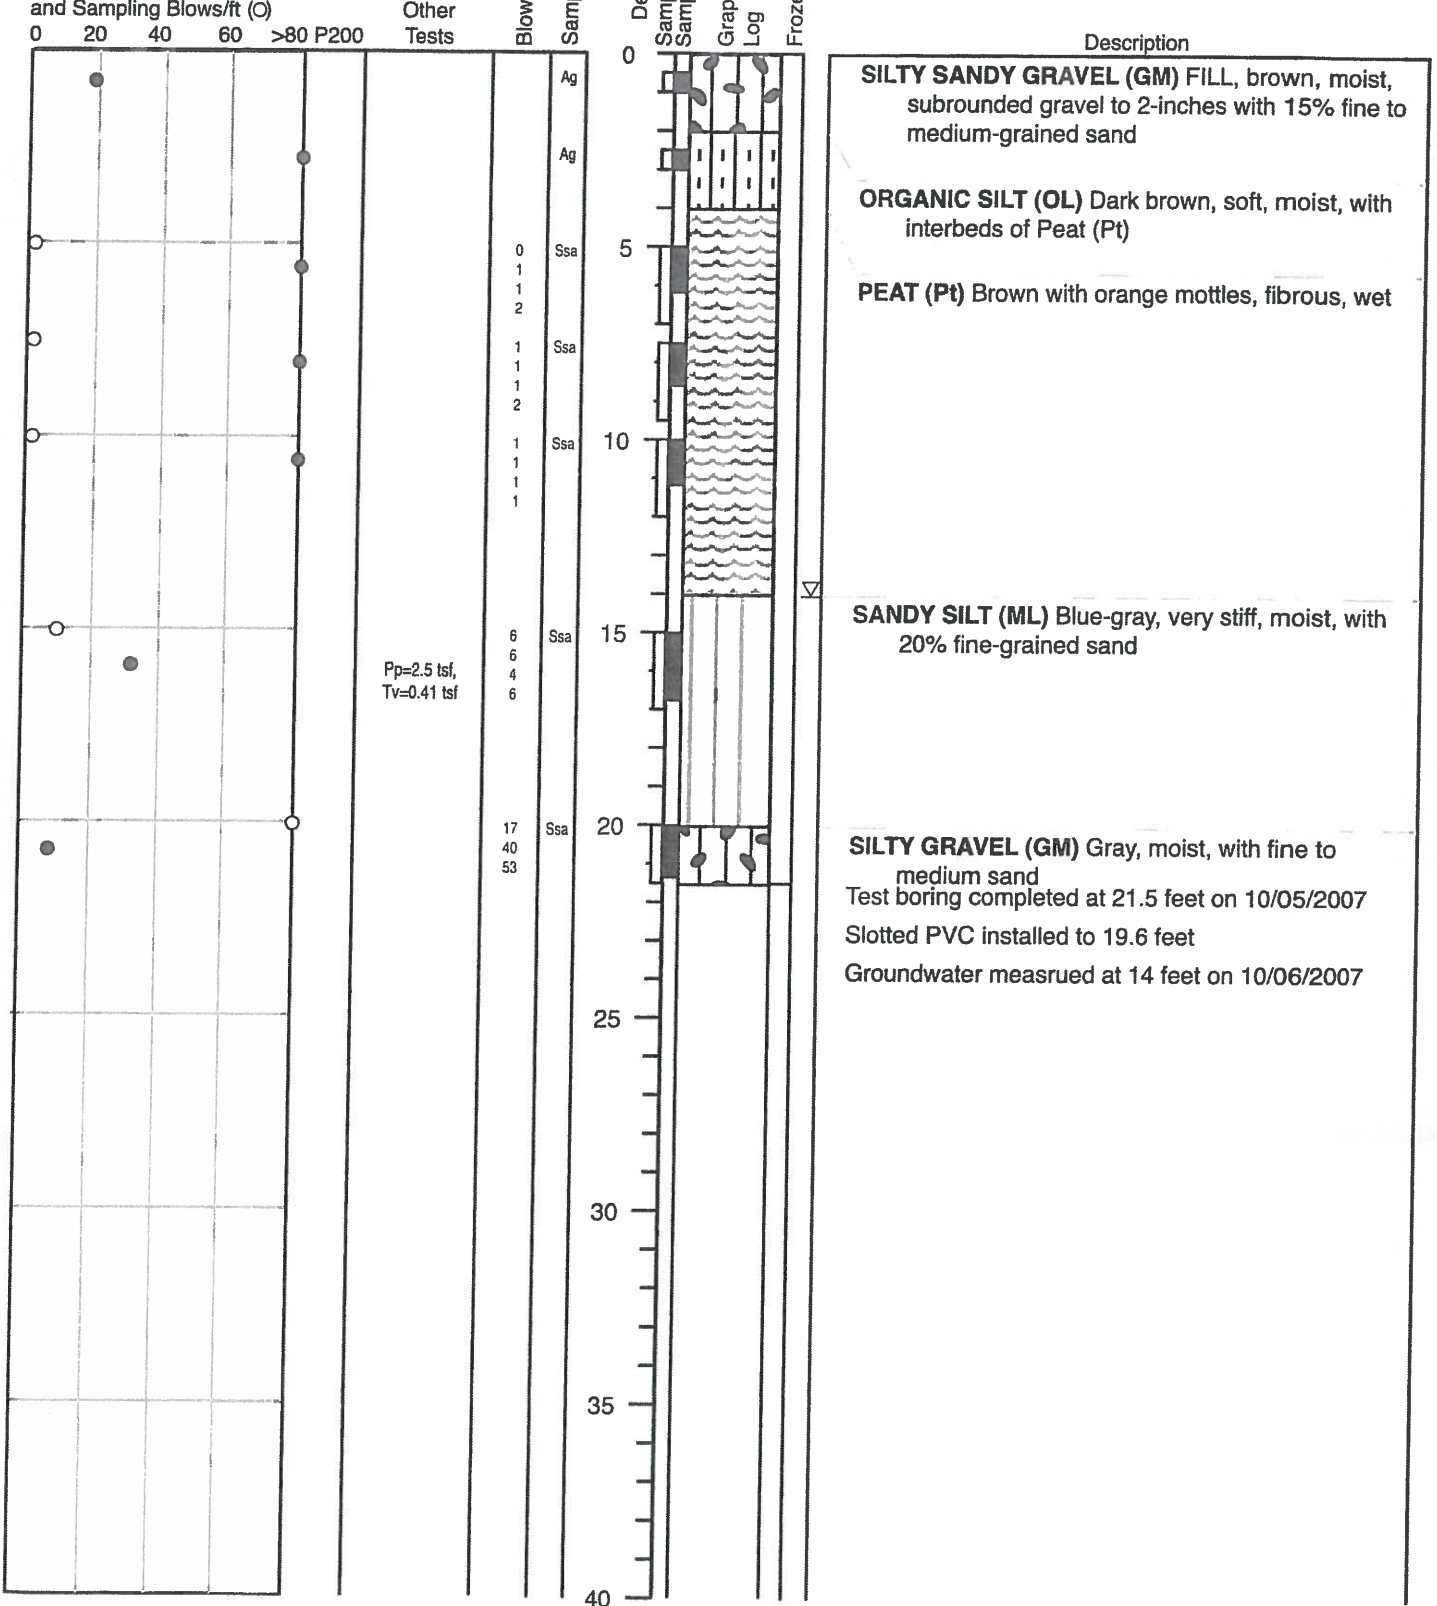 and Sampling Blows/ft (O)
0 20 40 60 >80 P200
Other
Tests
Log
Description
0
5
10
15
20
25
30
35
40
Ag
Ag
0 Ssa
1
1
2
1 Ssa
1
1
2
1 Ssa
1
1
1
6 Ssa
6
4
6
Pp=2.5 tsf,
Tv=0.41 tsf
17 Ssa
40
53
SILTY SANDY GRAVEL (GM) FILL, brown, moist,
subrounded gravel to 2-inches with 15% fine to
medium-grained sand
ORGANIC SILT (OL) Dark brown, soft, moist, with
interbeds of Peat (Pt)
PEAT (Pt) Brown with orange mottles, fibrous, wet
SANDY SILT (ML) Blue-gray, very stiff, moist, with
20% fine-grained sand
SILTY GRAVEL (GM) Gray, moist, with fine to
medium sand
Test boring completed at 21.5 feet on 10/05/2007
Slotted PVC installed to 19.6 feet
Groundwater measrued at 14 feet on 10/06/2007